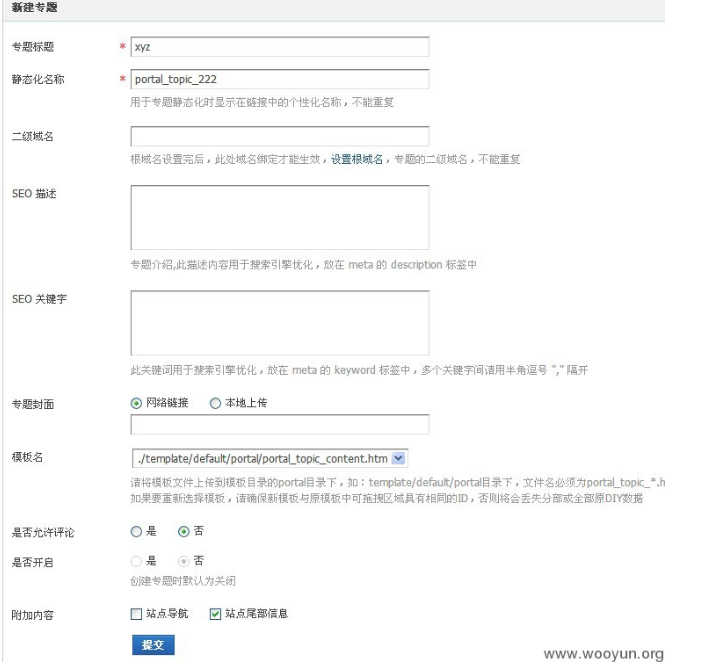 新建专题
专题标题 * xyz
静态化名称 * portal_topic_222
用于专题静态化时显示在链接中的个性化名称，不能重复
二级域名
根域名设置完后，此处域名绑定才能生效，设置根域名，专题的二级域名，不能重复
SEO 描述
专题介绍,此描述内容用于搜索引擎优化，放在 meta 的 description 标签中
SEO 关键字
此关键词用于搜索引擎优化，放在 meta 的 keyword 标签中，多个关键字间请用半角逗号 "," 隔开
专题封面 网络链接 本地上传
模板名 ./template/default/portal/portal_topic_content.htm
请将模板文件上传到模板目录的portal目录下，如：template/default/portal目录下，文件名必须为portal_topic_*.h
如果要重新选择模板，请确保新模板与原模板中可拖拽区域具有相同的ID，否则将会丢失分部或全部原DIY数据
是否允许评论 是 否
是否开启 是 否
创建专题时默认为关闭
附加内容 站点导航 站点尾部信息
提交
www.wooyun.org